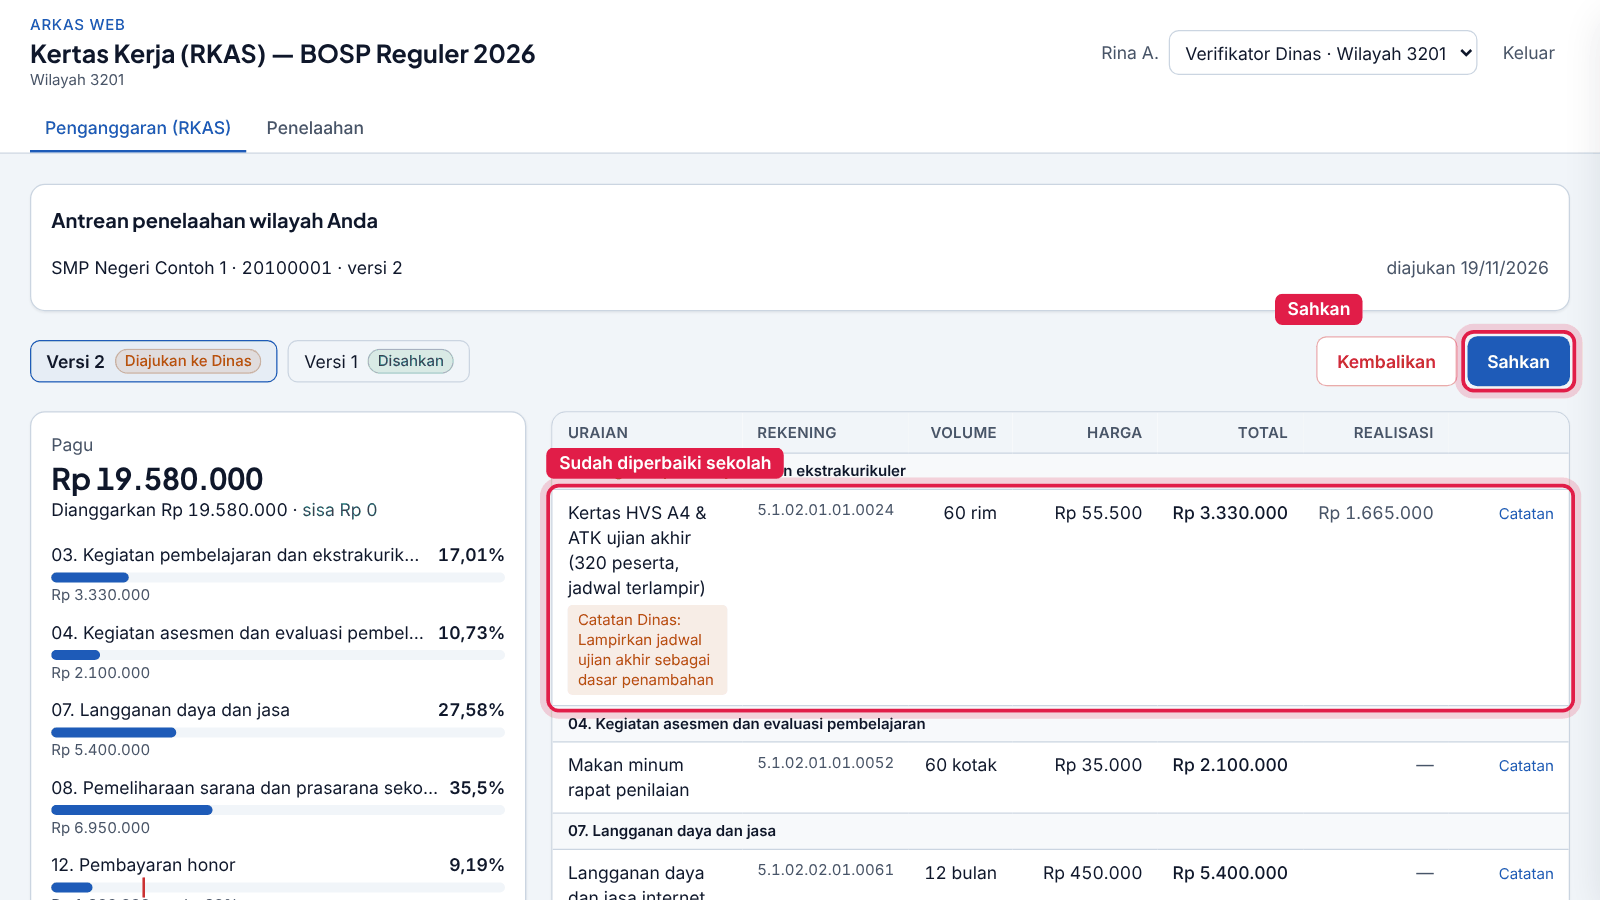 ARKAS WEB
Kertas Kerja (RKAS) — BOSP Reguler 2026
Wilayah 3201
Rina A.
Verifikator Dinas · Wilayah 3201
Keluar
Penganggaran (RKAS)
Penelaahan
Antrean penelaahan wilayah Anda
SMP Negeri Contoh 1 · 20100001 · versi 2
diajukan 19/11/2026
Sahkan
Versi 2 Diajukan ke Dinas
Versi 1 Disahkan
Kembalikan
Sahkan
Pagu
Rp 19.580.000
Dianggarkan Rp 19.580.000 · sisa Rp 0
03. Kegiatan pembelajaran dan ekstrakurik... 17,01%
Rp 3.330.000
04. Kegiatan asesmen dan evaluasi pembel... 10,73%
Rp 2.100.000
07. Langganan daya dan jasa 27,58%
Rp 5.400.000
08. Pemeliharaan sarana dan prasarana seko... 35,5%
Rp 6.950.000
12. Pembayaran honor 9,19%
URAIAN REKENING VOLUME HARGA TOTAL REALISASI
Sudah diperbaiki sekolah
n ekstrakurikuler
Kertas HVS A4 & 5.1.02.01.01.0024 60 rim Rp 55.500 Rp 3.330.000 Rp 1.665.000 Catatan
ATK ujian akhir
(320 peserta,
jadwal terlampir)
Catatan Dinas:
Lampirkan jadwal
ujian akhir sebagai
dasar penambahan
04. Kegiatan asesmen dan evaluasi pembelajaran
Makan minum 5.1.02.01.01.0052 60 kotak Rp 35.000 Rp 2.100.000 — Catatan
rapat penilaian
07. Langganan daya dan jasa
Langganan daya 5.1.02.02.01.0061 12 bulan Rp 450.000 Rp 5.400.000 — Catatan
dan jasa internet